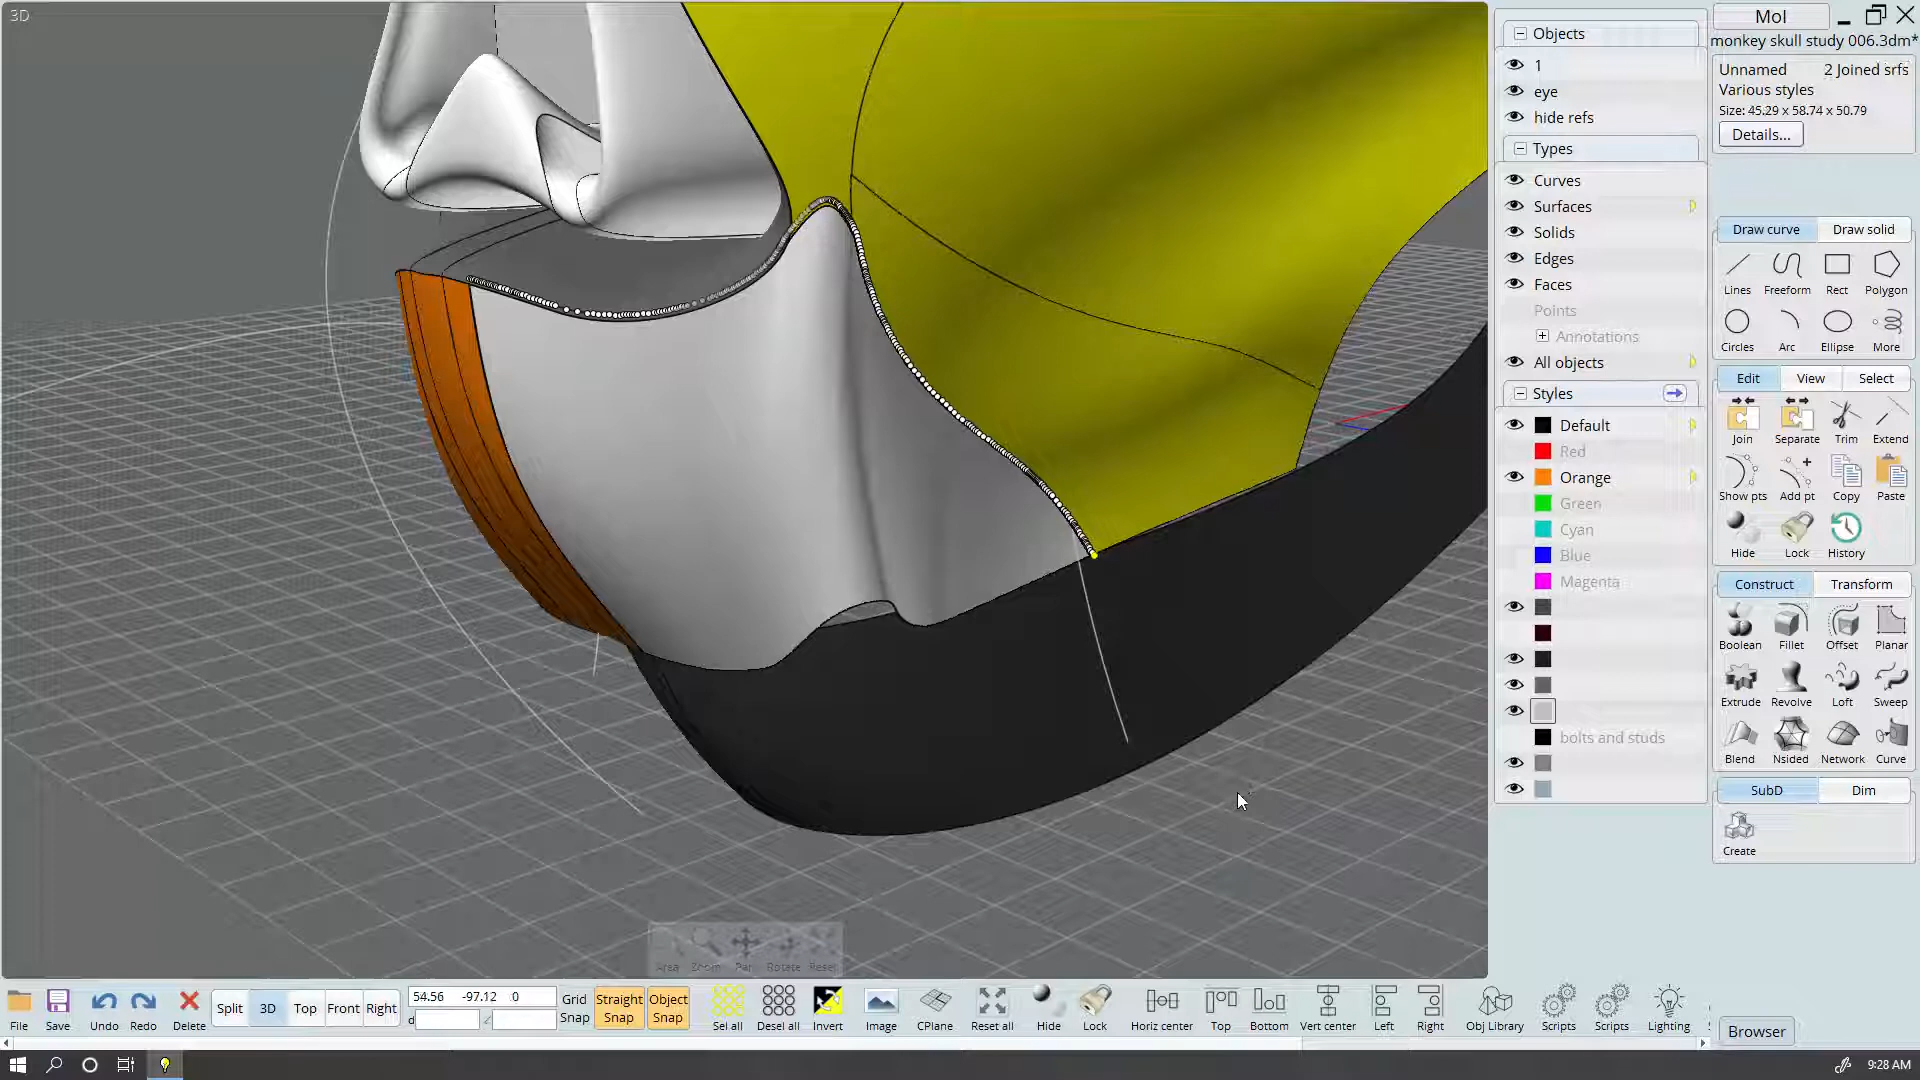 3D
Objects
1
eye
hide refs
Types
Curves
Surfaces
Solids
Edges
Faces
Points
Annotations
All objects
Styles
Default
Red
Orange
Green
Cyan
Blue
Magenta
bolts and studs
MoI
monkey skull study 006.3dm*
Unnamed 2 Joined srfs
Various styles
Size: 45.29 x 58.74 x 50.79
Details...
Draw curve Draw solid
Lines Freeform Rect Polygon
Circles Arc Ellipse More
Edit View Select
Join Separate Trim Extend
Show pts Add pt Copy Paste
Hide Lock History
Construct Transform
Boolean Fillet Offset Planar
Extrude Revolve Loft Sweep
Blend Nsided Network Curve
SubD Dim
Create
Area Zoom Pan Rotate Reset
File Save Undo Redo Delete
Split 3D Top Front Right
54.56 -97.12 0
d
Grid Snap
Straight Snap
Object Snap
Sel all Desel all Invert Image CPlane Reset all Hide Lock Horiz center Top Bottom Vert center Left Right Obj Library Scripts Scripts Lighting
Browser
9:28 AM